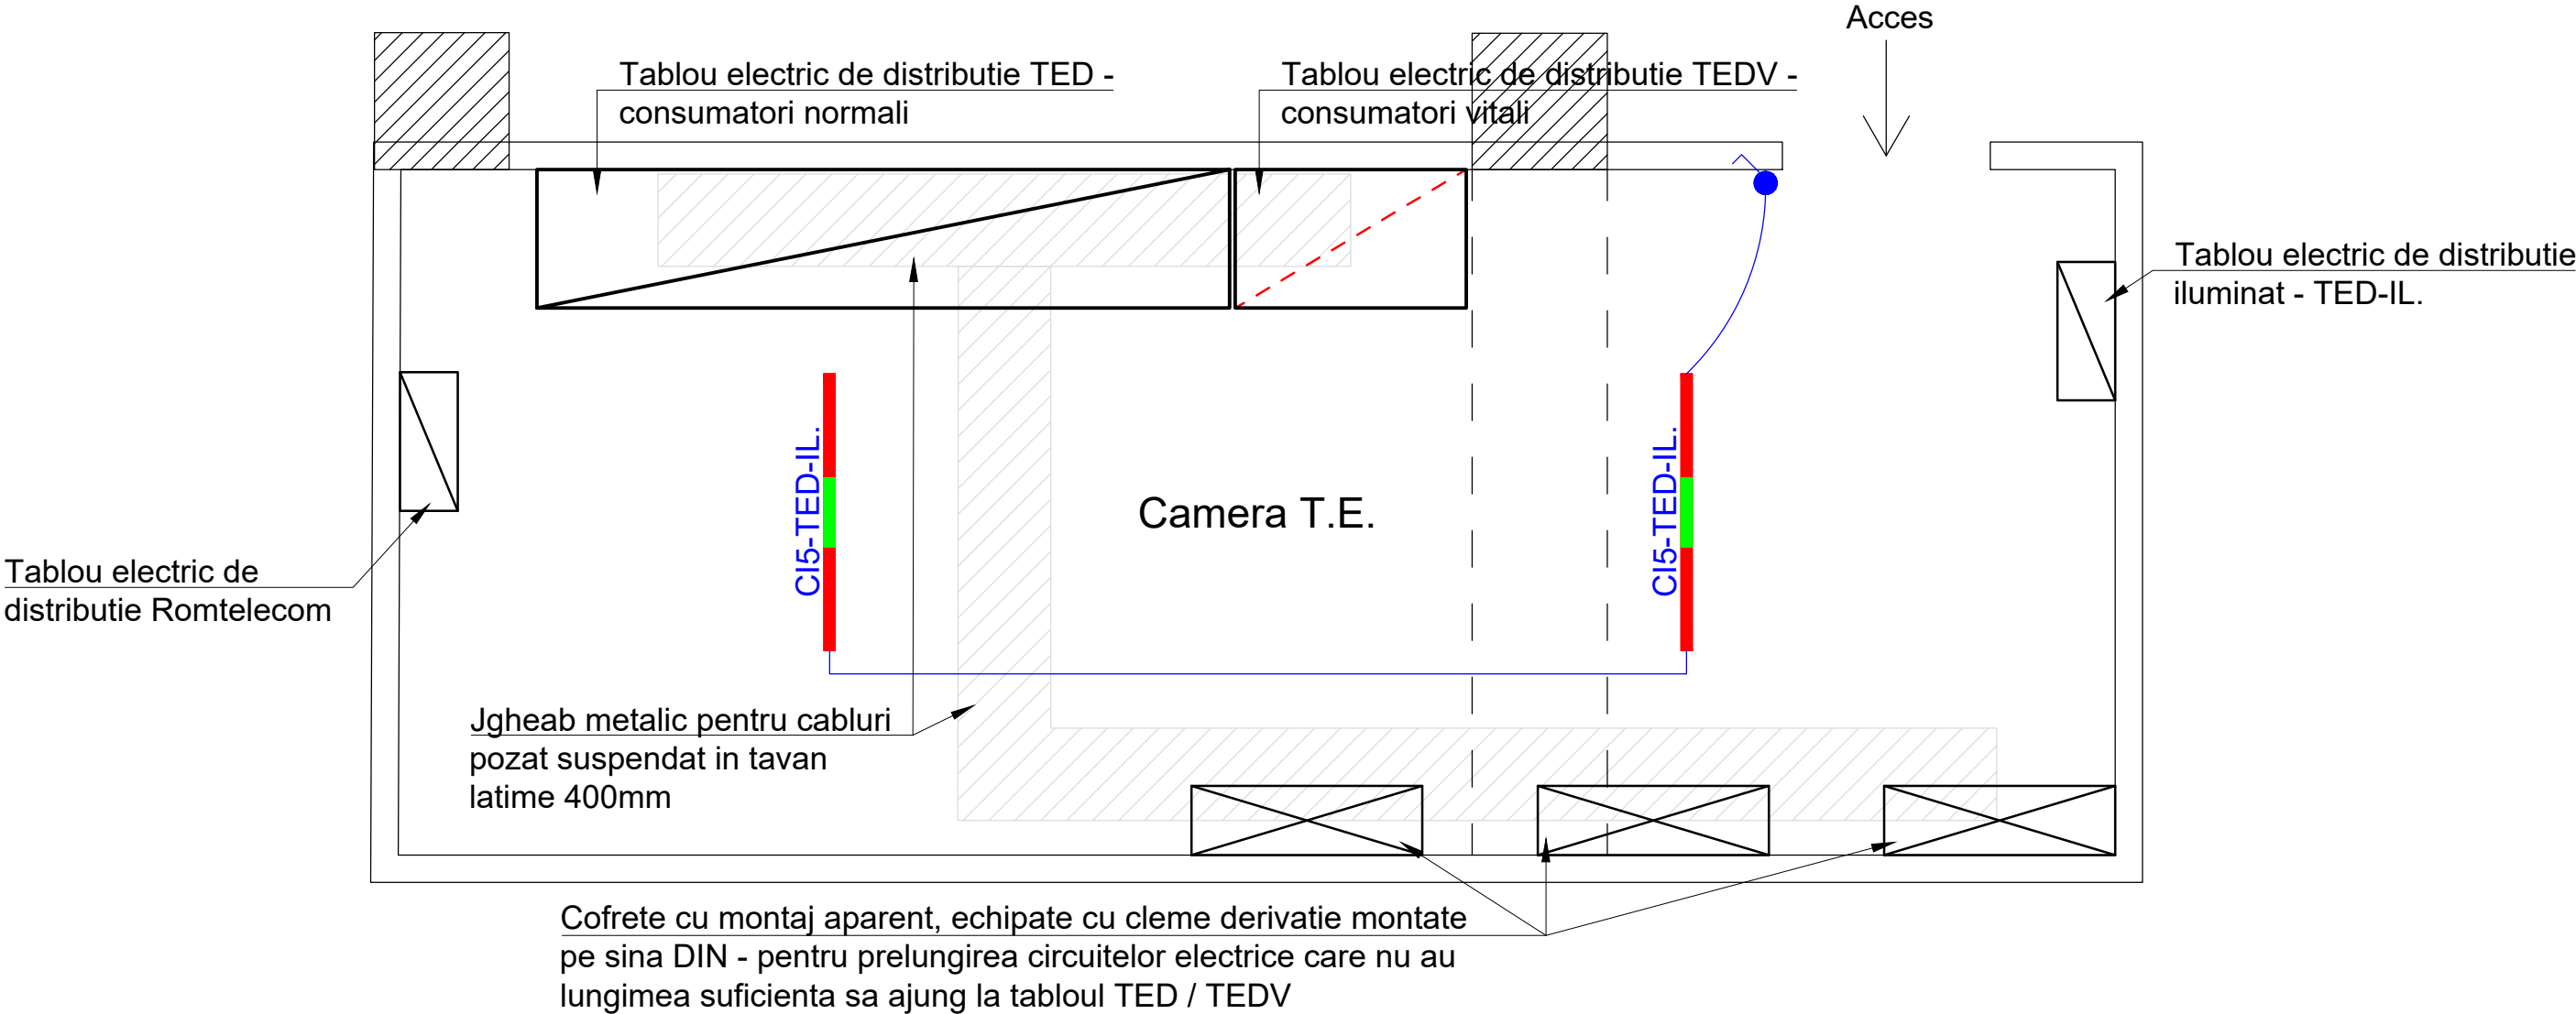 Acces
Tablou electric de distributie TED -
consumatori normali
Tablou electric de distributie TEDV -
consumatori vitali
Tablou electric de distributie
iluminat - TED-IL.
CI5-TED-IL.
CI5-TED-IL.
Camera T.E.
Tablou electric de
distributie Romtelecom
Jgheab metalic pentru cabluri
pozat suspendat in tavan
latime 400mm
Cofrete cu montaj aparent, echipate cu cleme derivatie montate
pe sina DIN - pentru prelungirea circuitelor electrice care nu au
lungimea suficienta sa ajung la tabloul TED / TEDV